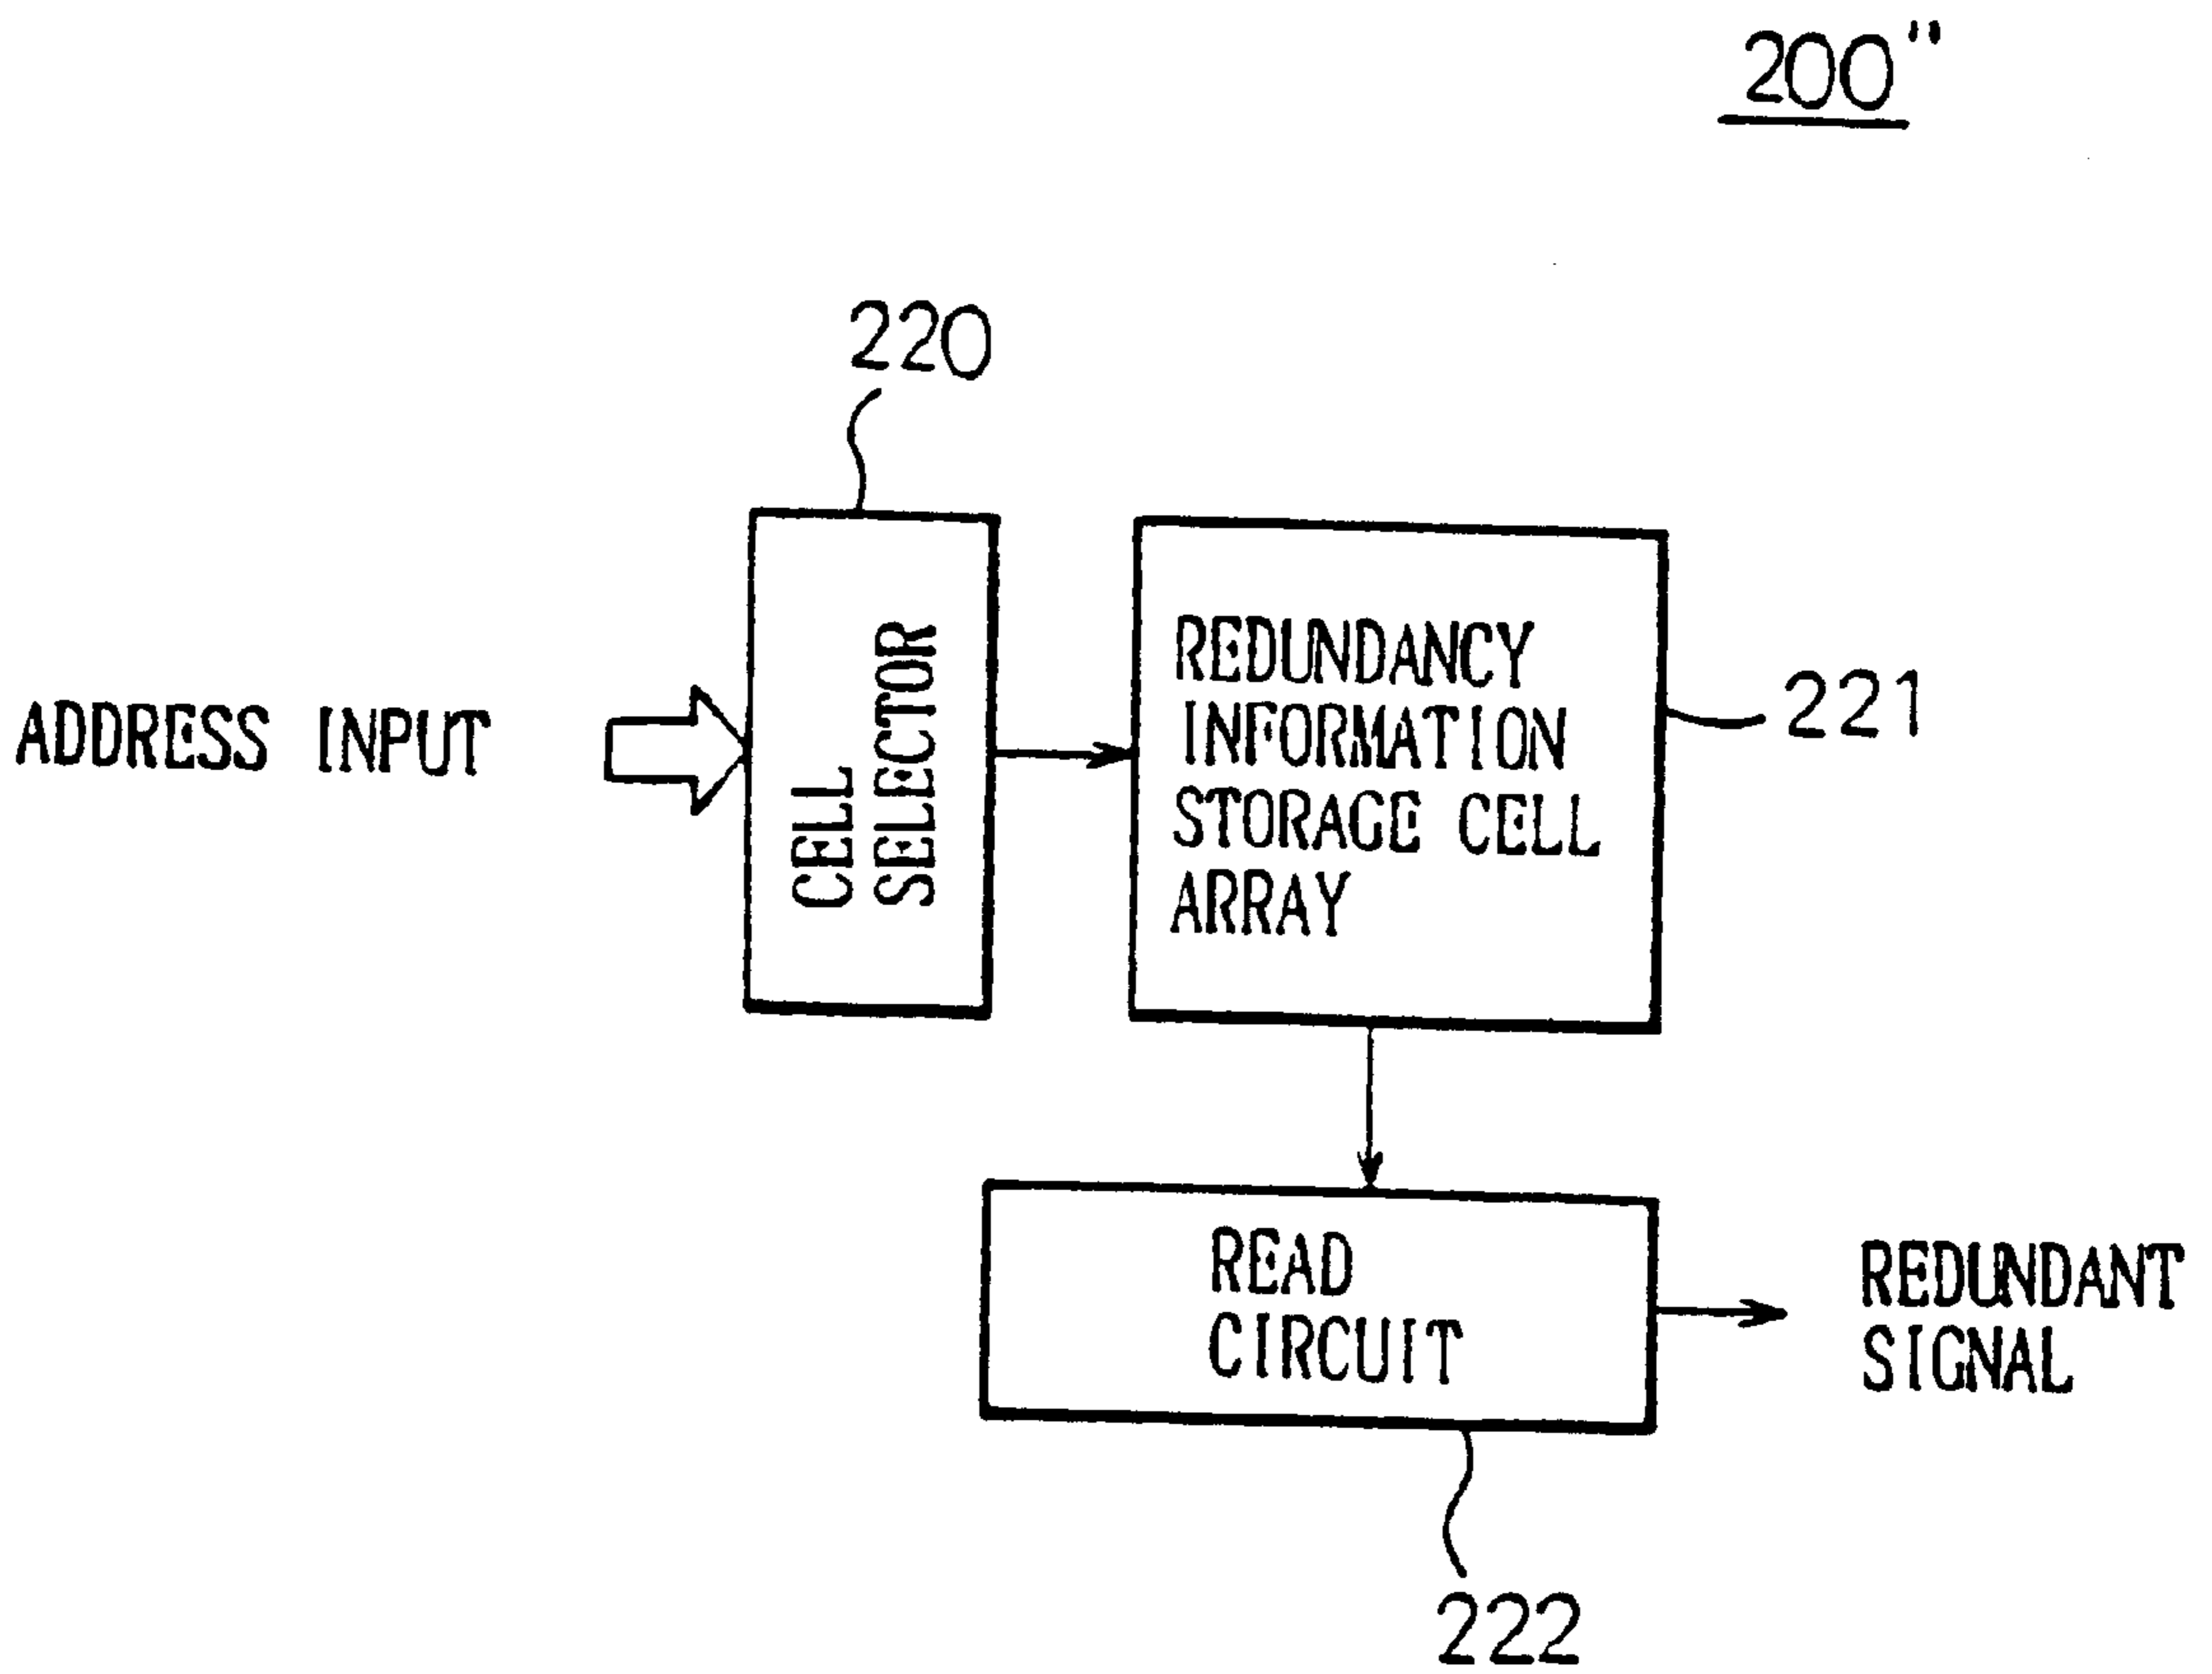 200"
220
ADDRESS INPUT
CELL
SELECTOR
REDUNDANCY
INFORMATION
STORAGE CELL
ARRAY
221
READ
CIRCUIT
REDUNDANT
SIGNAL
222